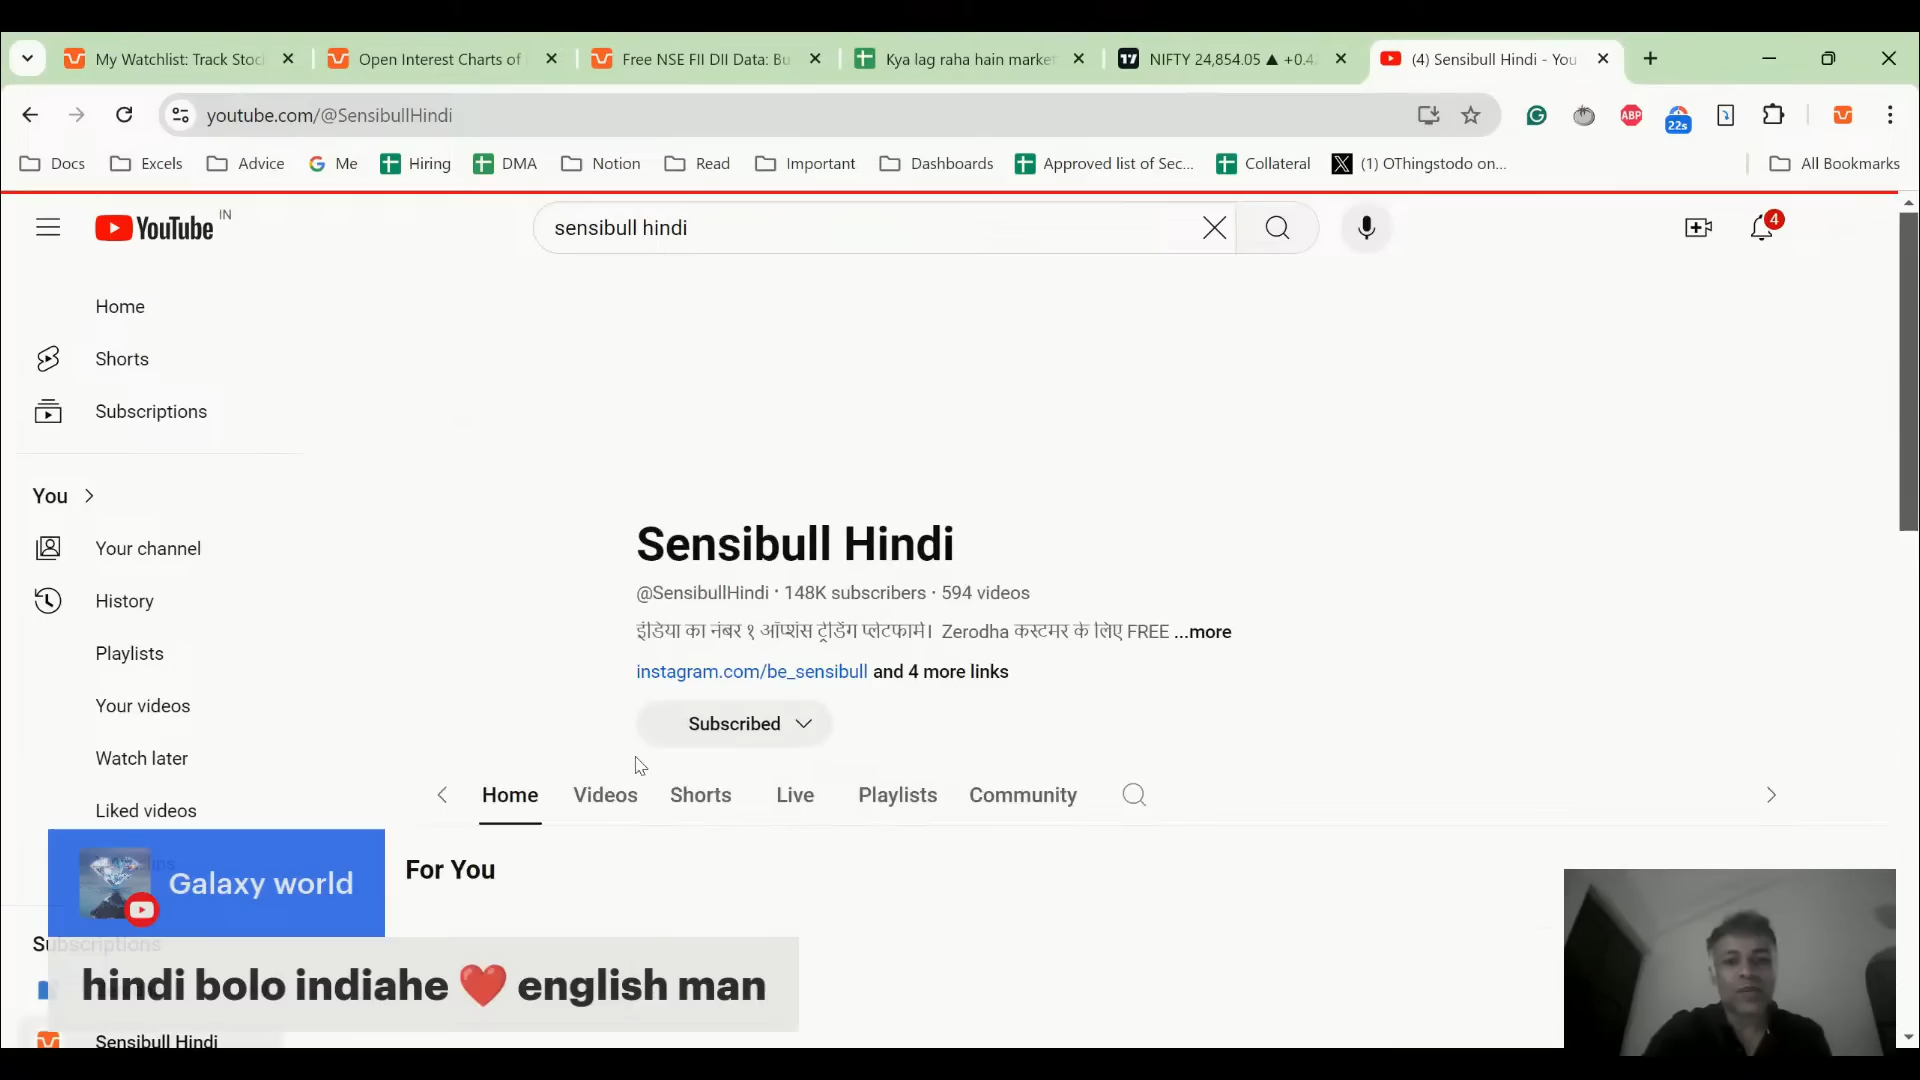 My Watchlist: Track Stoc
Open Interest Charts of
Free NSE FII DII Data: Bu
Kya lag raha hain market
NIFTY 24,854.05 ▲ +0.4
(4) Sensibull Hindi - You
youtube.com/@SensibullHindi
ABP
22s
Docs
Excels
Advice
Me
Hiring
DMA
Notion
Read
Important
Dashboards
Approved list of Sec...
Collateral
(1) OThingstodo on...
All Bookmarks
YouTube IN
sensibull hindi
4
Home
Shorts
Subscriptions
You
Your channel
History
Playlists
Your videos
Watch later
Liked videos
Sensibull Hindi
@SensibullHindi · 148K subscribers · 594 videos
इंडिया का नंबर १ ऑप्शंस ट्रेडिंग प्लेटफार्म। Zerodha कस्टमर के लिए FREE ...more
instagram.com/be_sensibull and 4 more links
Subscribed
Home
Videos
Shorts
Live
Playlists
Community
For You
Galaxy world
Subscriptions
hindi bolo indiahe ❤️ english man
Sensibull Hindi